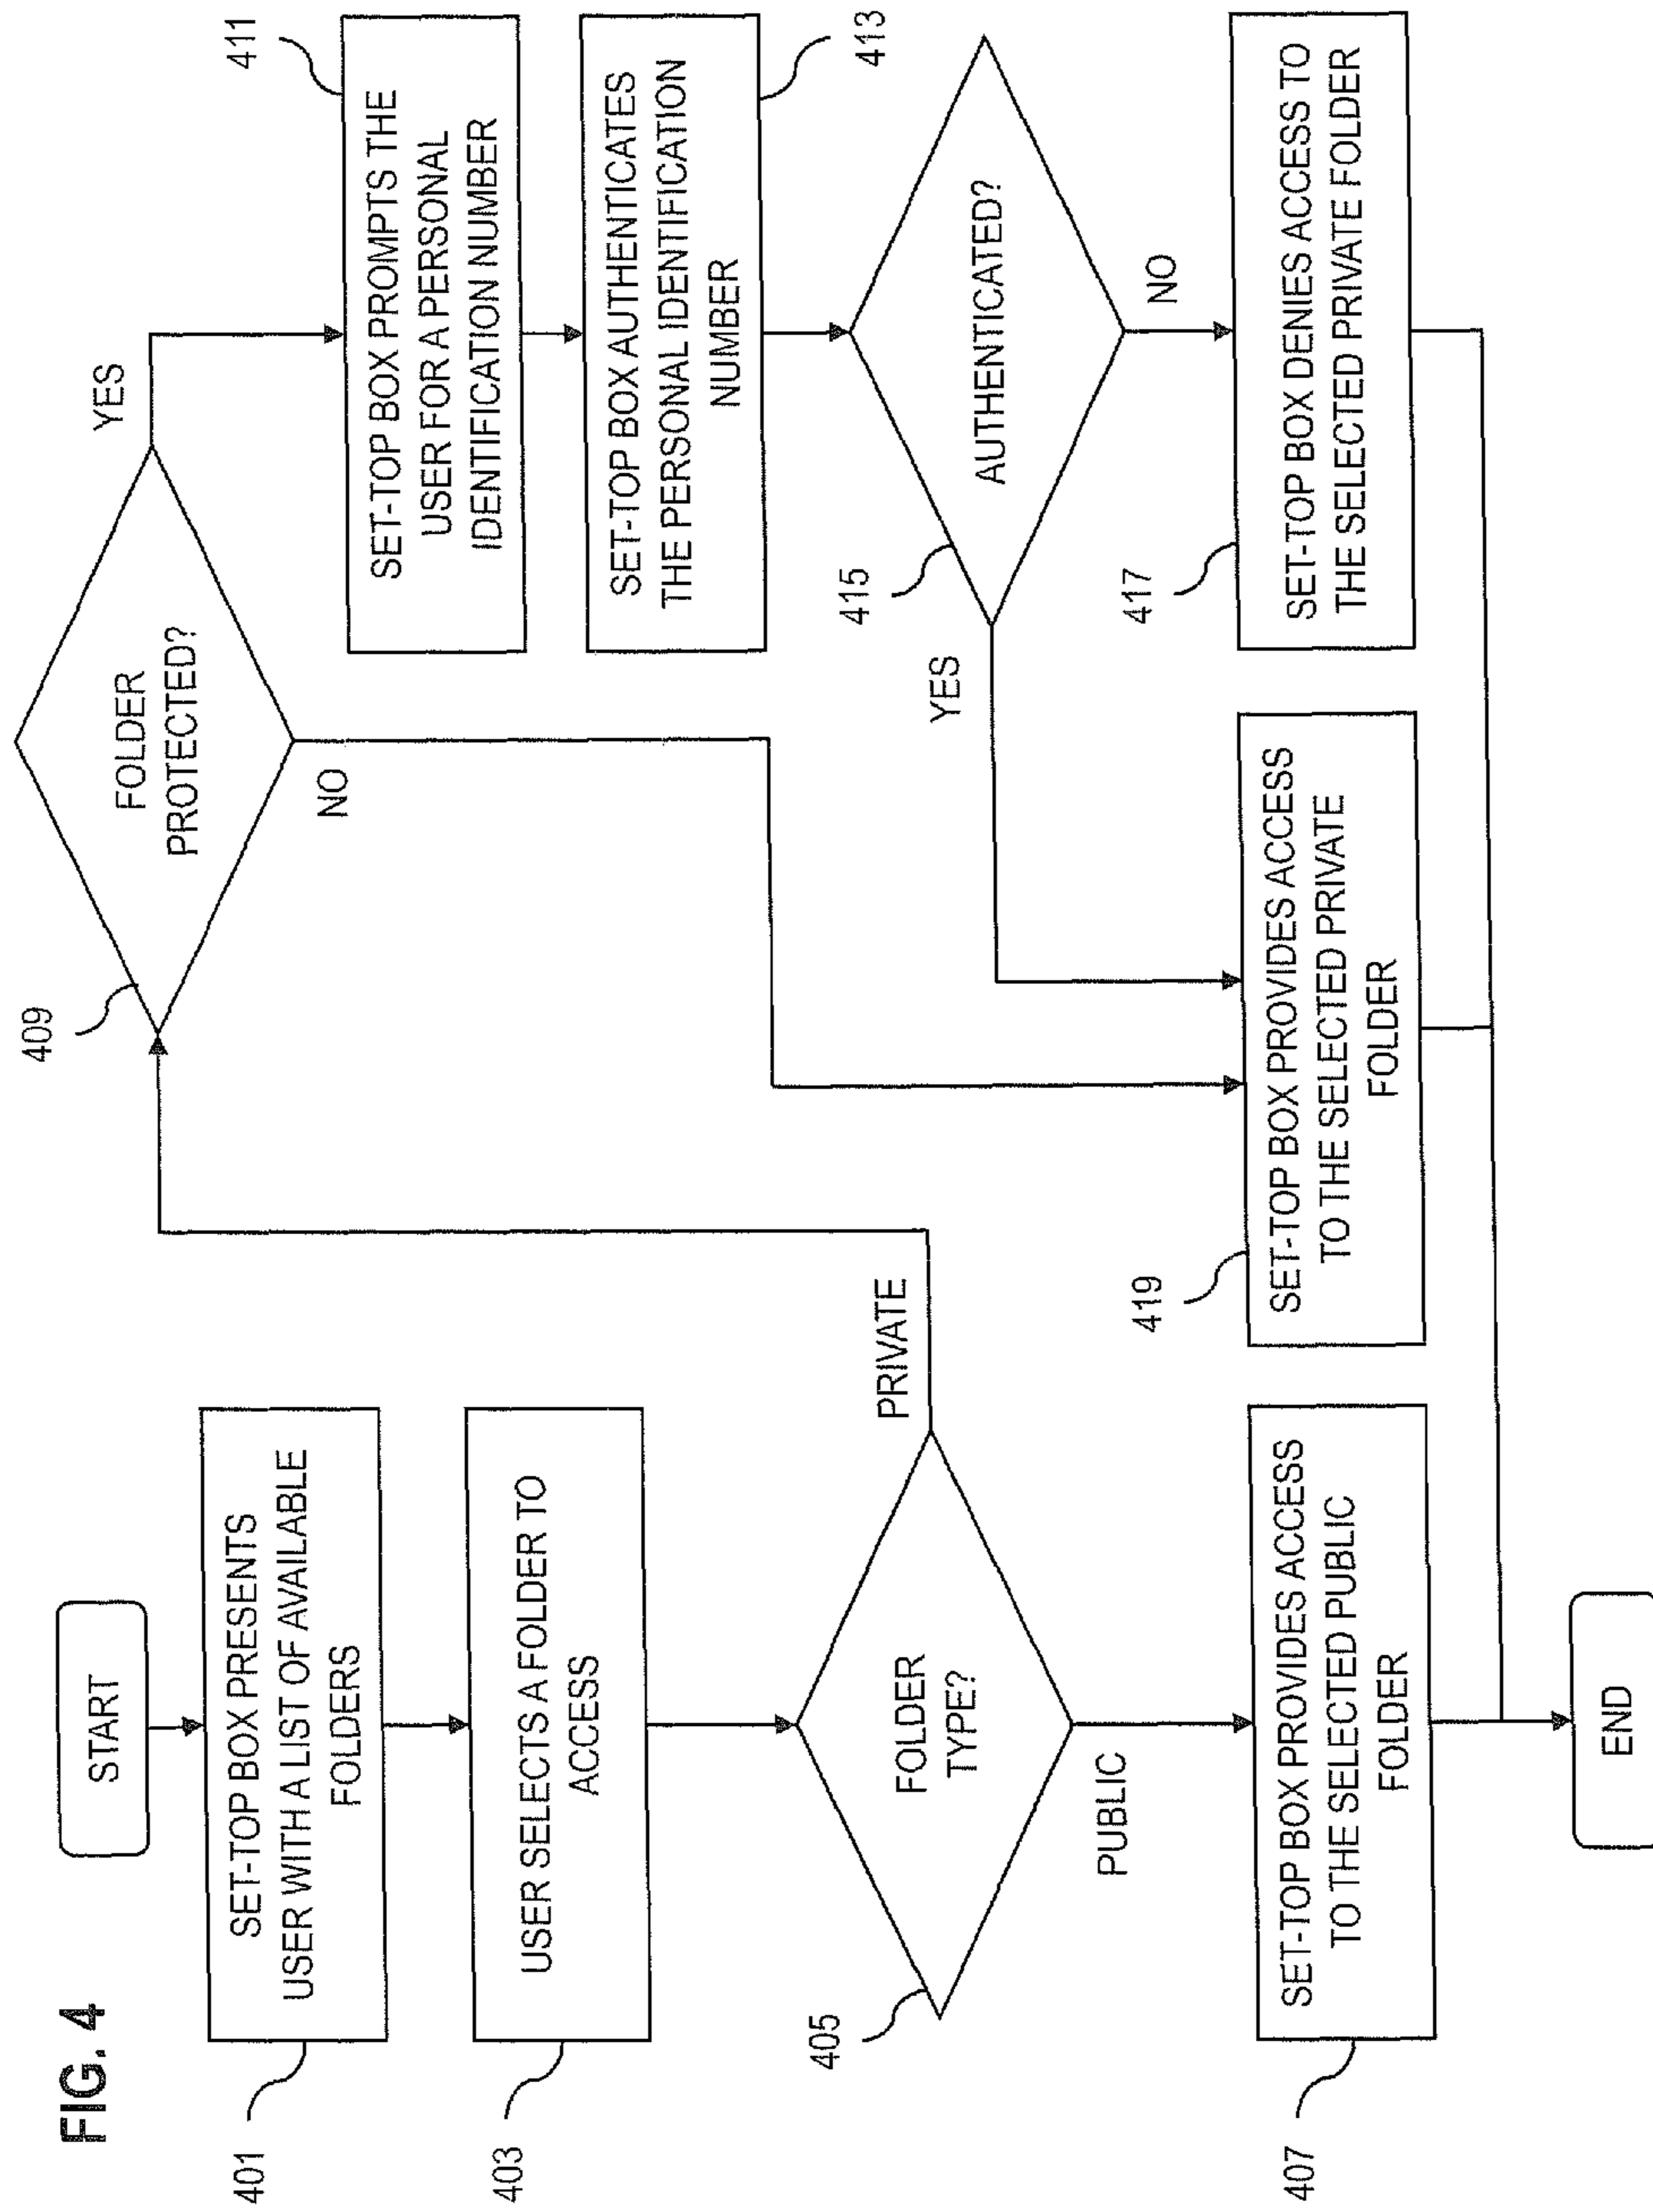 FIG. 4
START
401
SET-TOP BOX PRESENTS
USER WITH A LIST OF AVAILABLE
FOLDERS
403
USER SELECTS A FOLDER TO
ACCESS
405
FOLDER
TYPE?
PRIVATE
PUBLIC
407
SET-TOP BOX PROVIDES ACCESS
TO THE SELECTED PUBLIC
FOLDER
END
409
FOLDER
PROTECTED?
YES
NO
411
SET-TOP BOX PROMPTS THE
USER FOR A PERSONAL
IDENTIFICATION NUMBER
SET-TOP BOX AUTHENTICATES
THE PERSONAL IDENTIFICATION
NUMBER
413
415
AUTHENTICATED?
YES
NO
417
SET-TOP BOX DENIES ACCESS TO
THE SELECTED PRIVATE FOLDER
419
SET-TOP BOX PROVIDES ACCESS
TO THE SELECTED PRIVATE
FOLDER